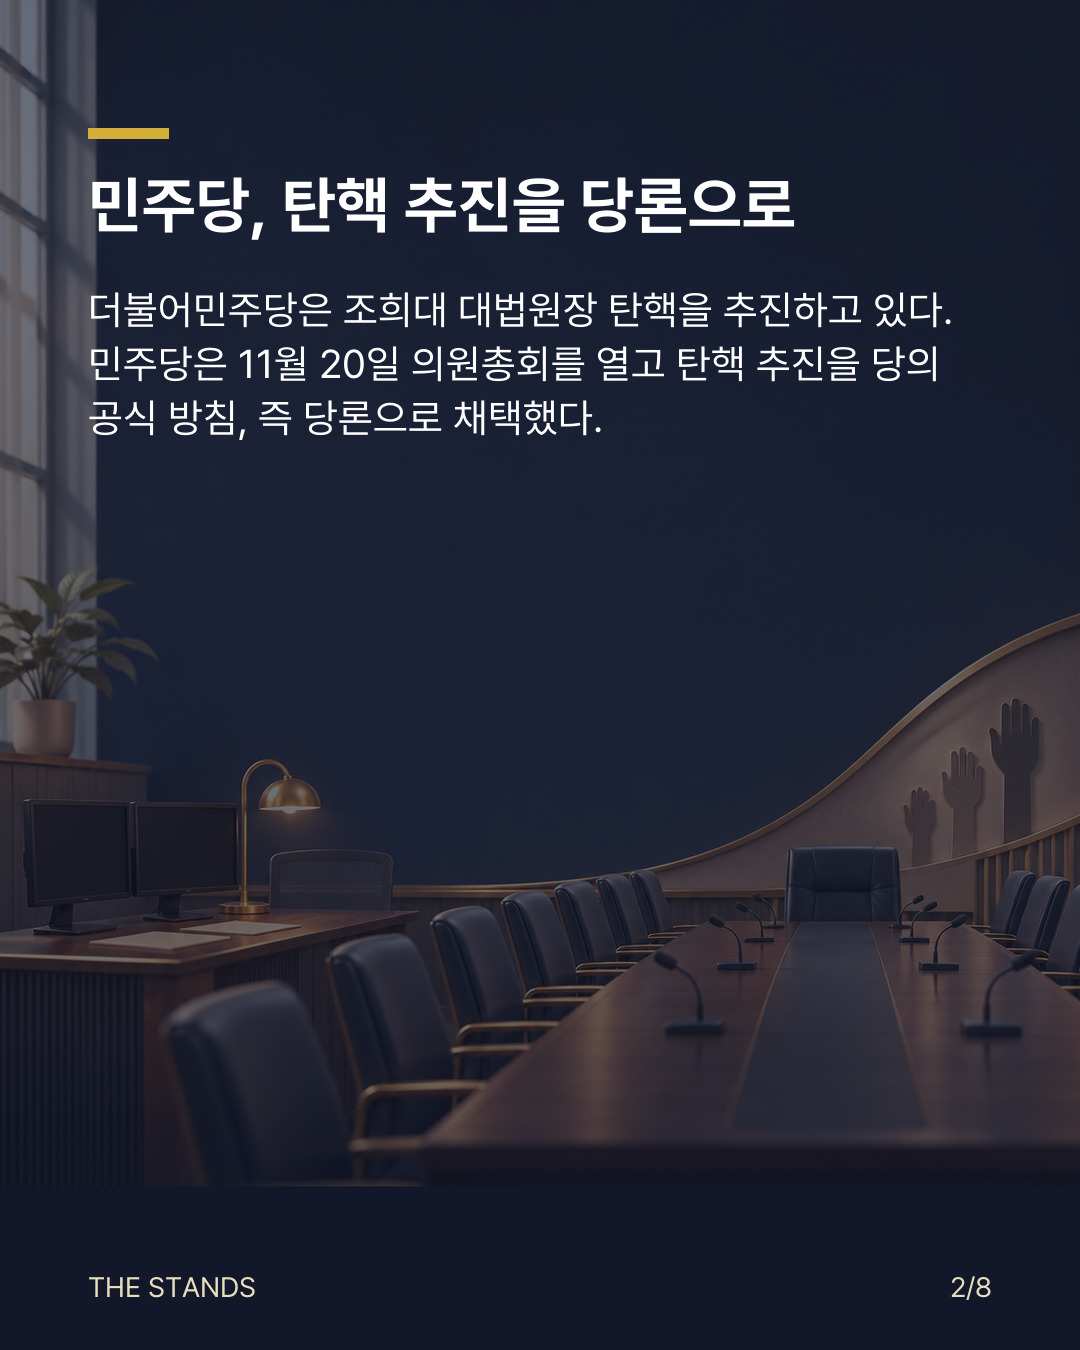 민주당, 탄핵 추진을 당론으로
더불어민주당은 조희대 대법원장 탄핵을 추진하고 있다.
민주당은 11월 20일 의원총회를 열고 탄핵 추진을 당의
공식 방침, 즉 당론으로 채택했다.
THE STANDS
2/8